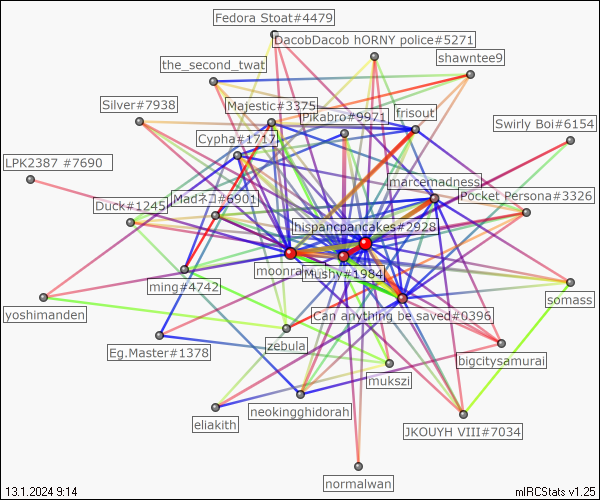 Fedora Stoat#4479
DacobDacob hORNY police#5271
shawntee9
the_second_twat
Silver#7938
Majestic#3375
Pikabro#9971
frisout
Swirly Boi#6154
Cypha#1717
LPK2387 #7690
marcemadness
Pocket Persona#3326
Duck#1245
Madネコ#6901
hispancpancakes#2928
moonra
Mushy#1984
ming#4742
somass
yoshimanden
Can anything be saved#0396
zebula
Eg.Master#1378
bigcitysamurai
mukszi
neokingghidorah
eliakith
JKOUYH VIII#7034
normalwan
13.1.2024 9:14
mIRCStats v1.25